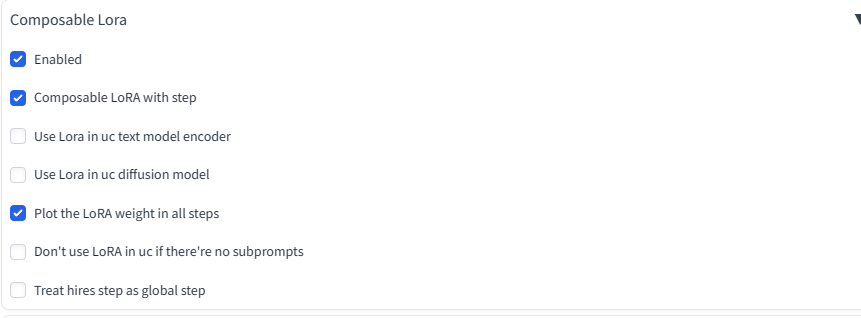 Composable Lora
Enabled
Composable LoRA with step
Use Lora in uc text model encoder
Use Lora in uc diffusion model
Plot the LoRA weight in all steps
Don't use LoRA in uc if there're no subprompts
Treat hires step as global step